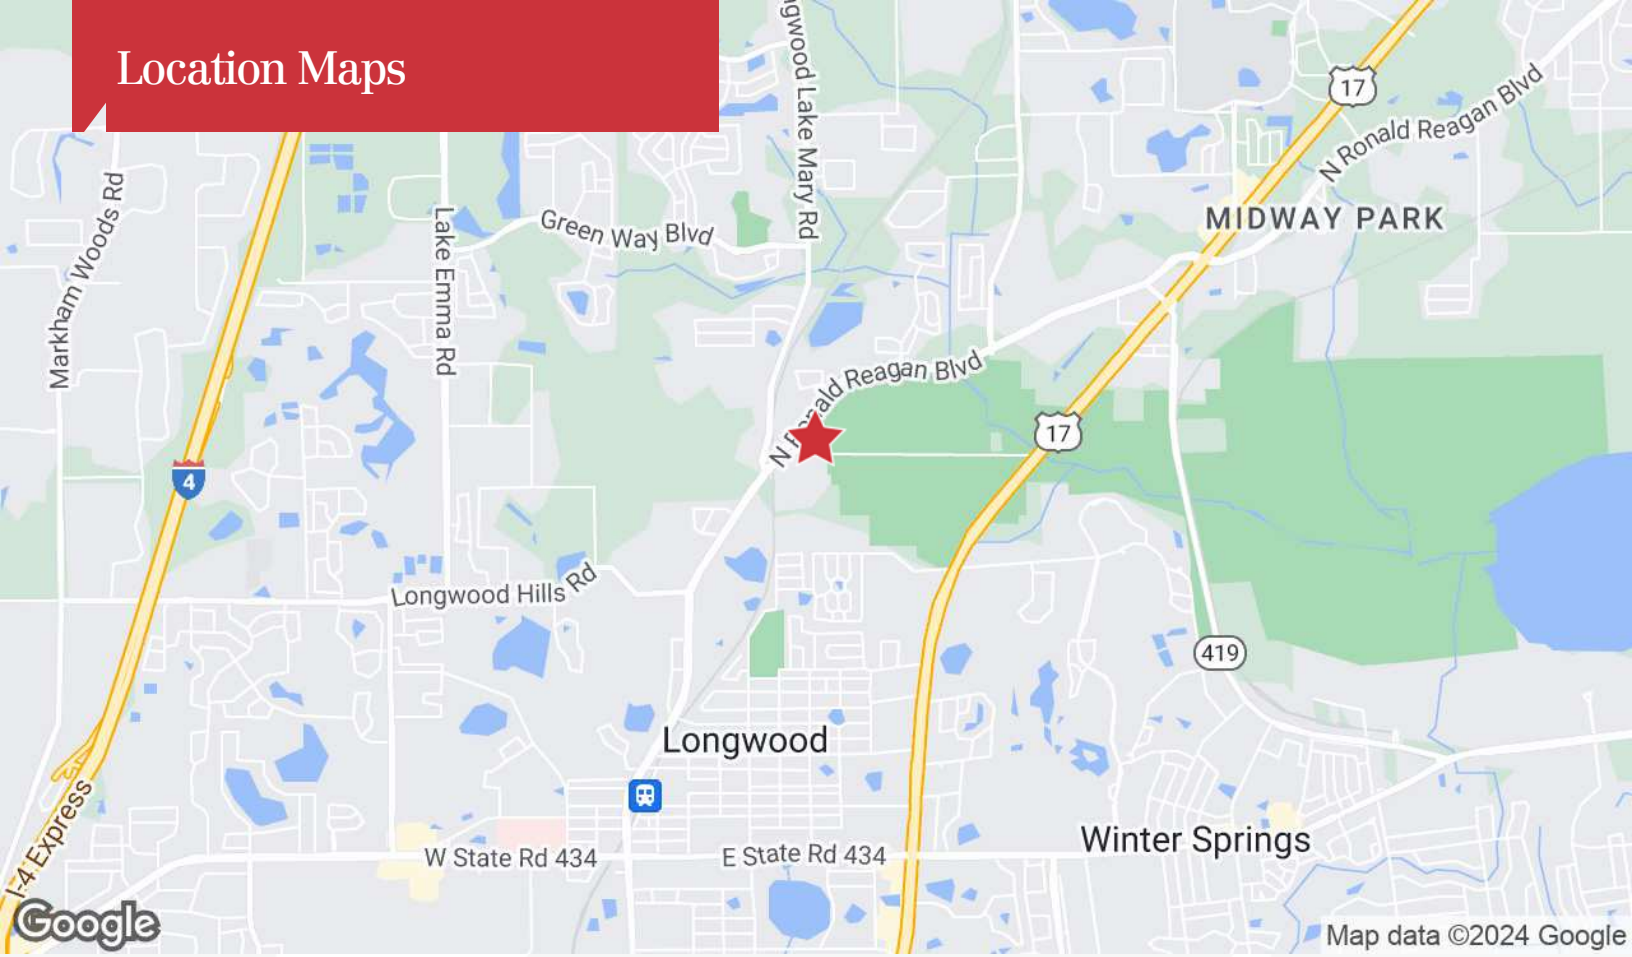 Location Maps
gwood Lake Mary Rd
17
N Ronald Reagan Blvd
Markham Woods Rd
Lake Emma Rd
Green Way Blvd
MIDWAY PARK
N Ronald Reagan Blvd
17
4
Longwood Hills Rd
419
Longwood
I-4 Express
Winter Springs
W State Rd 434
E State Rd 434
Google
Map data ©2024 Google